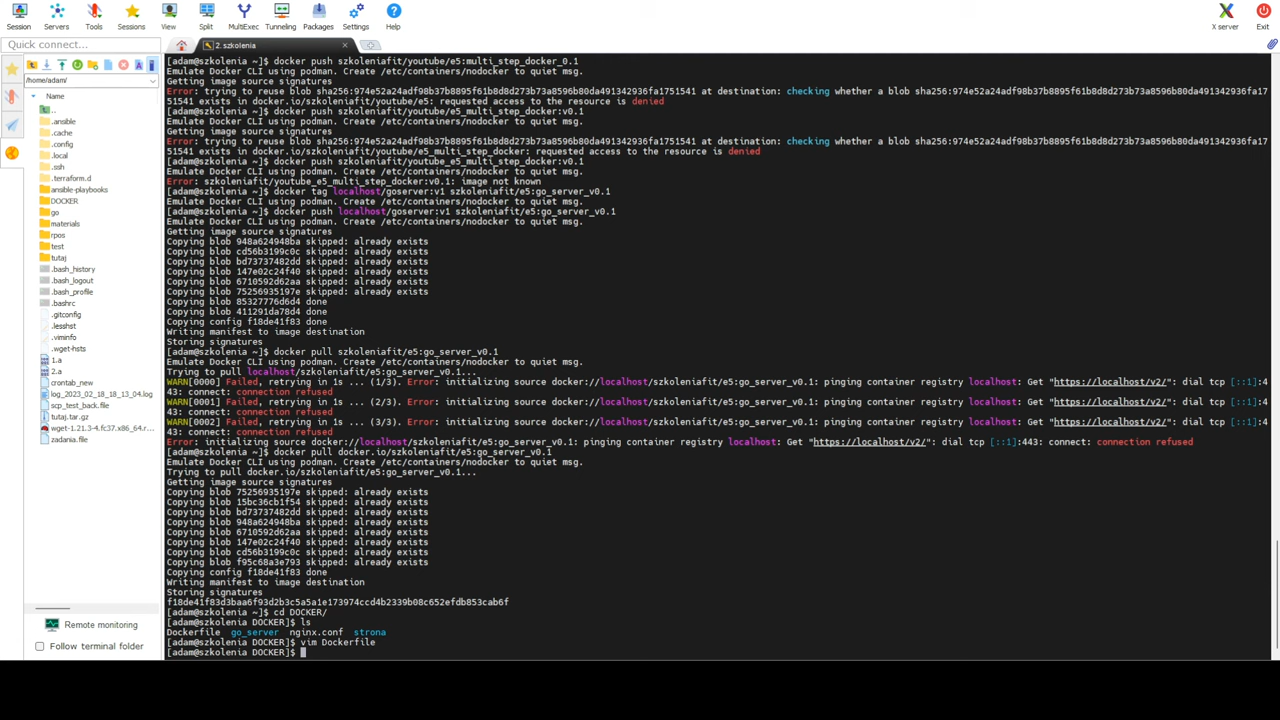 Session Servers Tools Sessions View Split MultiExec Tunneling Packages Settings Help X server Exit
Quick connect...
2. szkolenia
/home/adam/
Name
..
.ansible
.cache
.config
.local
.ssh
.terraform.d
ansible-playbooks
DOCKER
go
materials
rpos
test
tutaj
.bash_history
.bash_logout
.bash_profile
.bashrc
.gitconfig
.lesshst
.viminfo
.wget-hsts
1.a
2.a
crontab_new
log_2023_02_18_18_13_04.log
scp_test_back.file
tutaj.tar.gz
wget-1.21.3-4.fc37.x86_64.r...
zadania.file
Remote monitoring
Follow terminal folder
[adam@szkolenia ~]$ docker push szkoleniafit/youtube/e5:multi_step_docker_0.1
Emulate Docker CLI using podman. Create /etc/containers/nodocker to quiet msg.
Getting image source signatures
Error: trying to reuse blob sha256:974e52a24adf98b37b8895f61b8d8d273b73a8596b80da491342936fa1751541 at destination: checking whether a blob sha256:974e52a24adf98b37b8895f61b8d8d273b73a8596b80da491342936fa17
51541 exists in docker.io/szkoleniafit/youtube/e5: requested access to the resource is denied
[adam@szkolenia ~]$ docker push szkoleniafit/youtube/e5_multi_step_docker:v0.1
Emulate Docker CLI using podman. Create /etc/containers/nodocker to quiet msg.
Getting image source signatures
Error: trying to reuse blob sha256:974e52a24adf98b37b8895f61b8d8d273b73a8596b80da491342936fa1751541 at destination: checking whether a blob sha256:974e52a24adf98b37b8895f61b8d8d273b73a8596b80da491342936fa17
51541 exists in docker.io/szkoleniafit/youtube/e5_multi_step_docker: requested access to the resource is denied
[adam@szkolenia ~]$ docker push szkoleniafit/youtube_e5_multi_step_docker:v0.1
Emulate Docker CLI using podman. Create /etc/containers/nodocker to quiet msg.
Error: szkoleniafit/youtube_e5_multi_step_docker:v0.1: image not known
[adam@szkolenia ~]$ docker tag localhost/goserver:v1 szkoleniafit/e5:go_server_v0.1
Emulate Docker CLI using podman. Create /etc/containers/nodocker to quiet msg.
[adam@szkolenia ~]$ docker push localhost/goserver:v1 szkoleniafit/e5:go_server_v0.1
Emulate Docker CLI using podman. Create /etc/containers/nodocker to quiet msg.
Getting image source signatures
Copying blob 948a624948ba skipped: already exists
Copying blob cd56b3199c0c skipped: already exists
Copying blob bd73737482dd skipped: already exists
Copying blob 147e02c24f40 skipped: already exists
Copying blob 6710592d62aa skipped: already exists
Copying blob 75256935197e skipped: already exists
Copying blob 85327776d6d4 done
Copying blob 411291da78d4 done
Copying config f18de41f83 done
Writing manifest to image destination
Storing signatures
[adam@szkolenia ~]$ docker pull szkoleniafit/e5:go_server_v0.1
Emulate Docker CLI using podman. Create /etc/containers/nodocker to quiet msg.
Trying to pull localhost/szkoleniafit/e5:go_server_v0.1...
WARN[0000] Failed, retrying in 1s ... (1/3). Error: initializing source docker://localhost/szkoleniafit/e5:go_server_v0.1: pinging container registry localhost: Get "https://localhost/v2/": dial tcp [::1]:4
43: connect: connection refused
WARN[0001] Failed, retrying in 1s ... (2/3). Error: initializing source docker://localhost/szkoleniafit/e5:go_server_v0.1: pinging container registry localhost: Get "https://localhost/v2/": dial tcp [::1]:4
43: connect: connection refused
WARN[0002] Failed, retrying in 1s ... (3/3). Error: initializing source docker://localhost/szkoleniafit/e5:go_server_v0.1: pinging container registry localhost: Get "https://localhost/v2/": dial tcp [::1]:4
43: connect: connection refused
Error: initializing source docker://localhost/szkoleniafit/e5:go_server_v0.1: pinging container registry localhost: Get "https://localhost/v2/": dial tcp [::1]:443: connect: connection refused
[adam@szkolenia ~]$ docker pull docker.io/szkoleniafit/e5:go_server_v0.1
Emulate Docker CLI using podman. Create /etc/containers/nodocker to quiet msg.
Trying to pull docker.io/szkoleniafit/e5:go_server_v0.1...
Getting image source signatures
Copying blob 75256935197e skipped: already exists
Copying blob 15bc36cb1f54 skipped: already exists
Copying blob bd73737482dd skipped: already exists
Copying blob 948a624948ba skipped: already exists
Copying blob 6710592d62aa skipped: already exists
Copying blob 147e02c24f40 skipped: already exists
Copying blob cd56b3199c0c skipped: already exists
Copying blob f95c68a3e793 skipped: already exists
Copying config f18de41f83 done
Writing manifest to image destination
Storing signatures
f18de41f83d3baa6f93d2b3c5a5a1e173974ccd4b2339b08c652efdb853cab6f
[adam@szkolenia ~]$ cd DOCKER/
[adam@szkolenia DOCKER]$ ls
Dockerfile go_server nginx.conf strona
[adam@szkolenia DOCKER]$ vim Dockerfile
[adam@szkolenia DOCKER]$